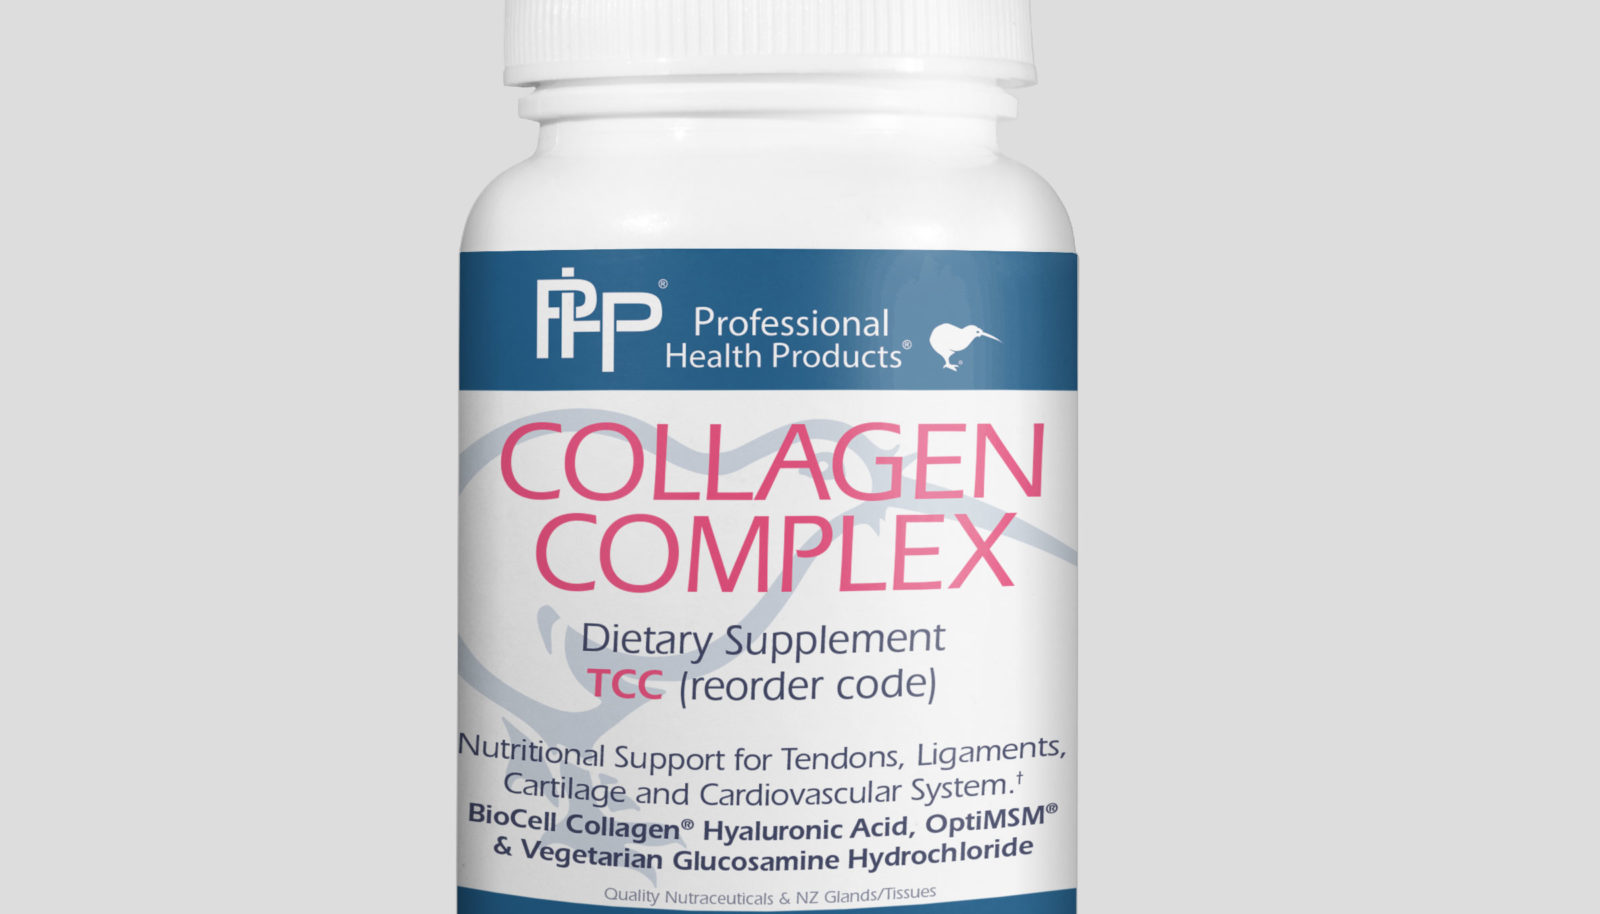 PHP®
Professional
Health Products®
COLLAGEN
COMPLEX
Dietary Supplement
TCC (reorder code)
Nutritional Support for Tendons, Ligaments,
Cartilage and Cardiovascular System.†
BioCell Collagen® Hyaluronic Acid, OptiMSM®
& Vegetarian Glucosamine Hydrochloride
Quality Nutraceuticals & NZ Glands/Tissues